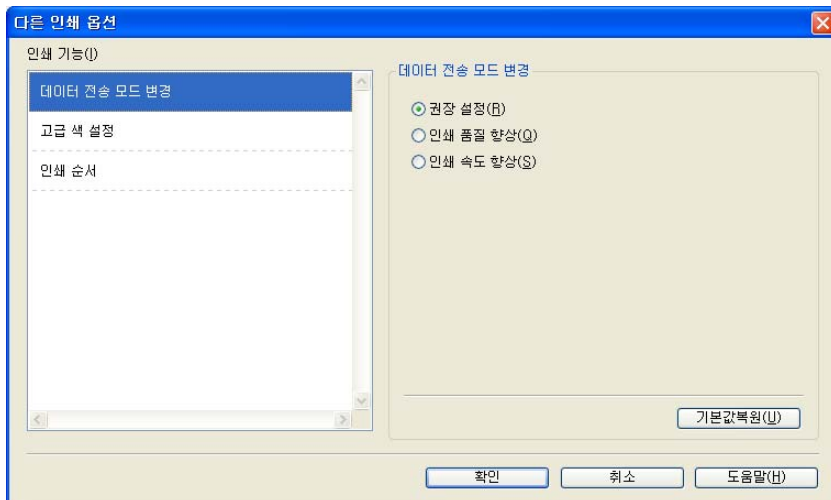 다른 인쇄 옵션
인쇄 기능(I)
데이터 전송 모드 변경
고급 색 설정
인쇄 순서
데이터 전송 모드 변경
권장 설정(R)
인쇄 품질 향상(Q)
인쇄 속도 향상(S)
기본값복원(U)
확인
취소
도움말(H)